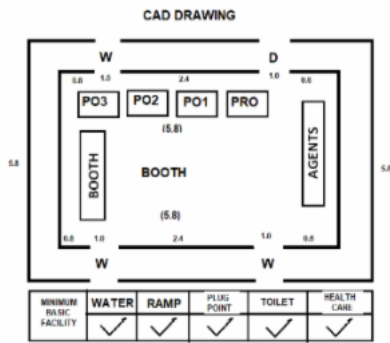 CAD DRAWING
W D
0.8 1.0 2.4 1.0 0.6
PO3 PO2 PO1 PRO
(5.8)
5.8 5.8
BOOTH
BOOTH
AGENTS
(5.8)
0.8 1.0 2.4 1.0 0.6
W W
MINIMUM BASIC FACILITY WATER RAMP PLUG POINT TOILET HEALTH CARE